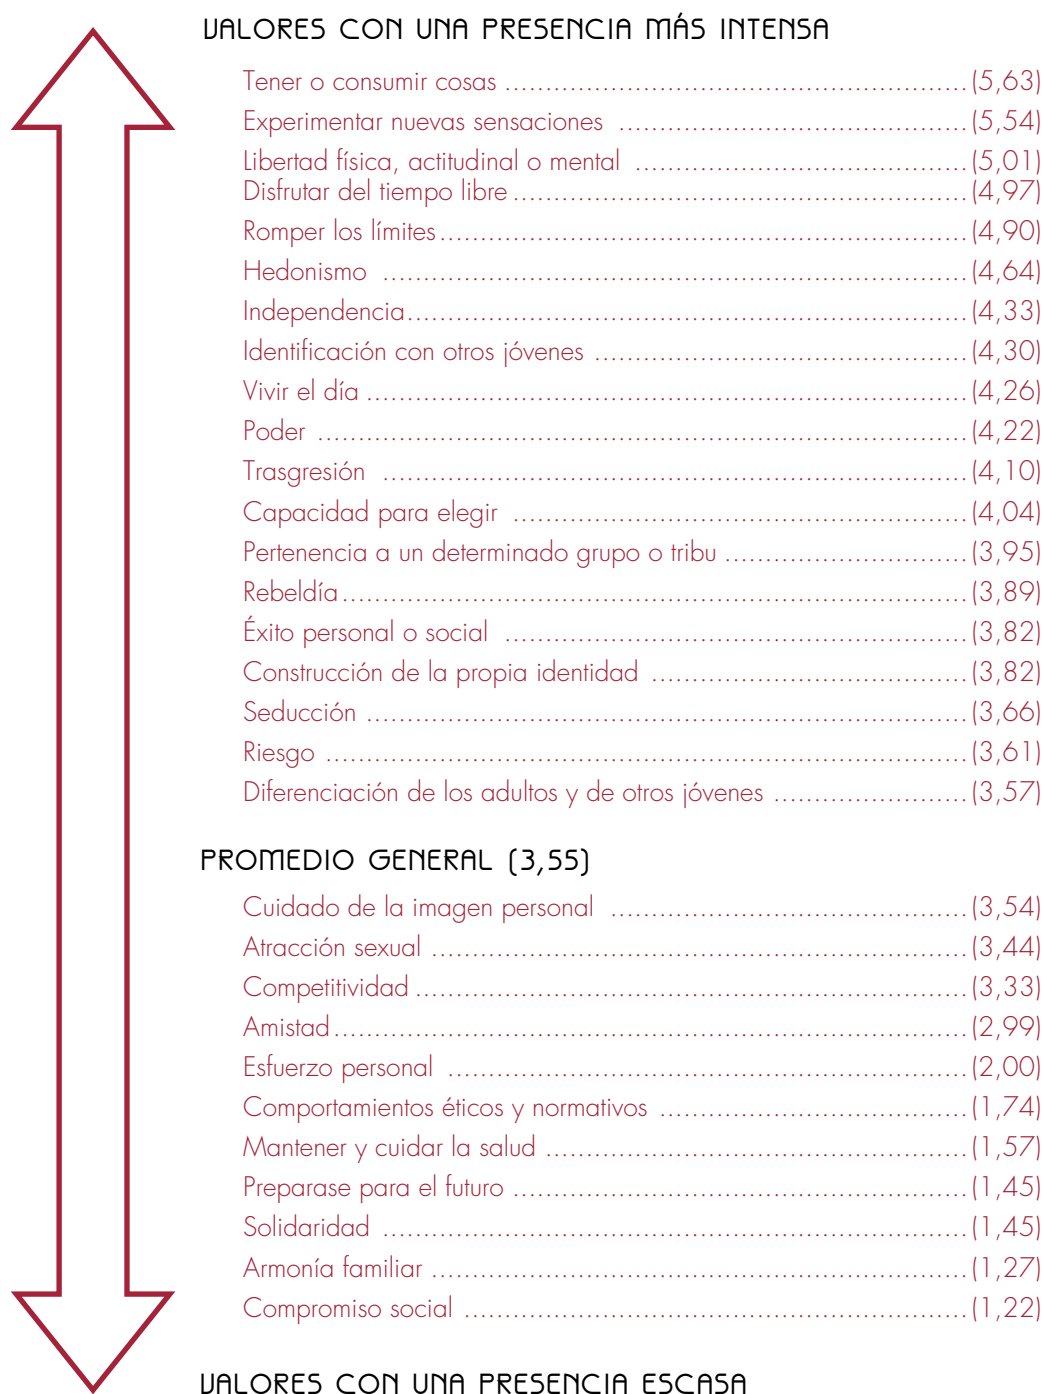 VALORES CON UNA PRESENCIA MÁS INTENSA
Tener o consumir cosas ........................................................ (5,63)
Experimentar nuevas sensaciones ........................................................ (5,54)
Libertad física, actitudinal o mental ........................................................ (5,01)
Disfrutar del tiempo libre ........................................................ (4,97)
Romper los límites ........................................................ (4,90)
Hedonismo ........................................................ (4,64)
Independencia ........................................................ (4,33)
Identificación con otros jóvenes ........................................................ (4,30)
Vivir el día ........................................................ (4,26)
Poder ........................................................ (4,22)
Trasgresión ........................................................ (4,10)
Capacidad para elegir ........................................................ (4,04)
Pertenencia a un determinado grupo o tribu ........................................ (3,95)
Rebeldía ........................................................ (3,89)
Éxito personal o social ........................................................ (3,82)
Construcción de la propia identidad ........................................................ (3,82)
Seducción ........................................................ (3,66)
Riesgo ........................................................ (3,61)
Diferenciación de los adultos y de otros jóvenes ................................ (3,57)
PROMEDIO GENERAL (3,55)
Cuidado de la imagen personal ........................................................ (3,54)
Atracción sexual ........................................................ (3,44)
Competitividad ........................................................ (3,33)
Amistad ........................................................ (2,99)
Esfuerzo personal ........................................................ (2,00)
Comportamientos éticos y normativos ........................................................ (1,74)
Mantener y cuidar la salud ........................................................ (1,57)
Preparase para el futuro ........................................................ (1,45)
Solidaridad ........................................................ (1,45)
Armonía familiar ........................................................ (1,27)
Compromiso social ........................................................ (1,22)
VALORES CON UNA PRESENCIA ESCASA